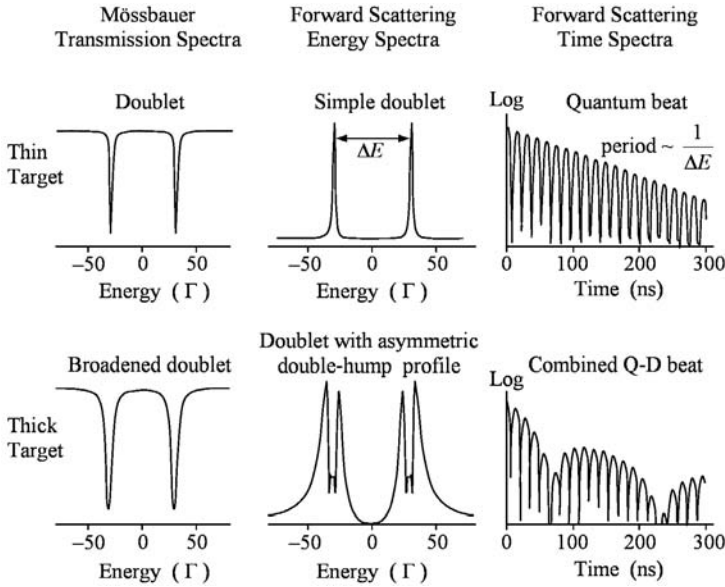 Mössbauer
Transmission Spectra
Forward Scattering
Energy Spectra
Forward Scattering
Time Spectra
Thin
Target
Doublet
−50 0 50
Energy ( Γ )
Simple doublet
ΔE
−50 0 50
Energy ( Γ )
Log
Quantum beat
period ~ 1/ΔE
0 100 200 300
Time (ns)
Thick
Target
Broadened doublet
−50 0 50
Energy ( Γ )
Doublet with asymmetric
double-hump profile
−50 0 50
Energy ( Γ )
Log
Combined Q-D beat
0 100 200 300
Time (ns)